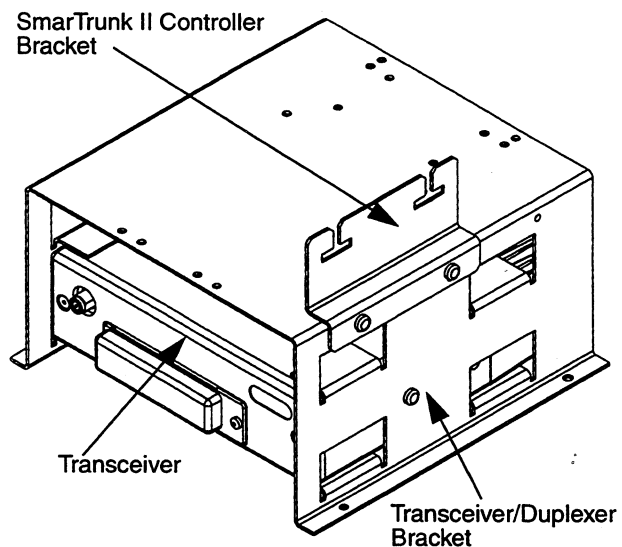 SmarTrunk II Controller
Bracket
Transceiver
Transceiver/Duplexer
Bracket